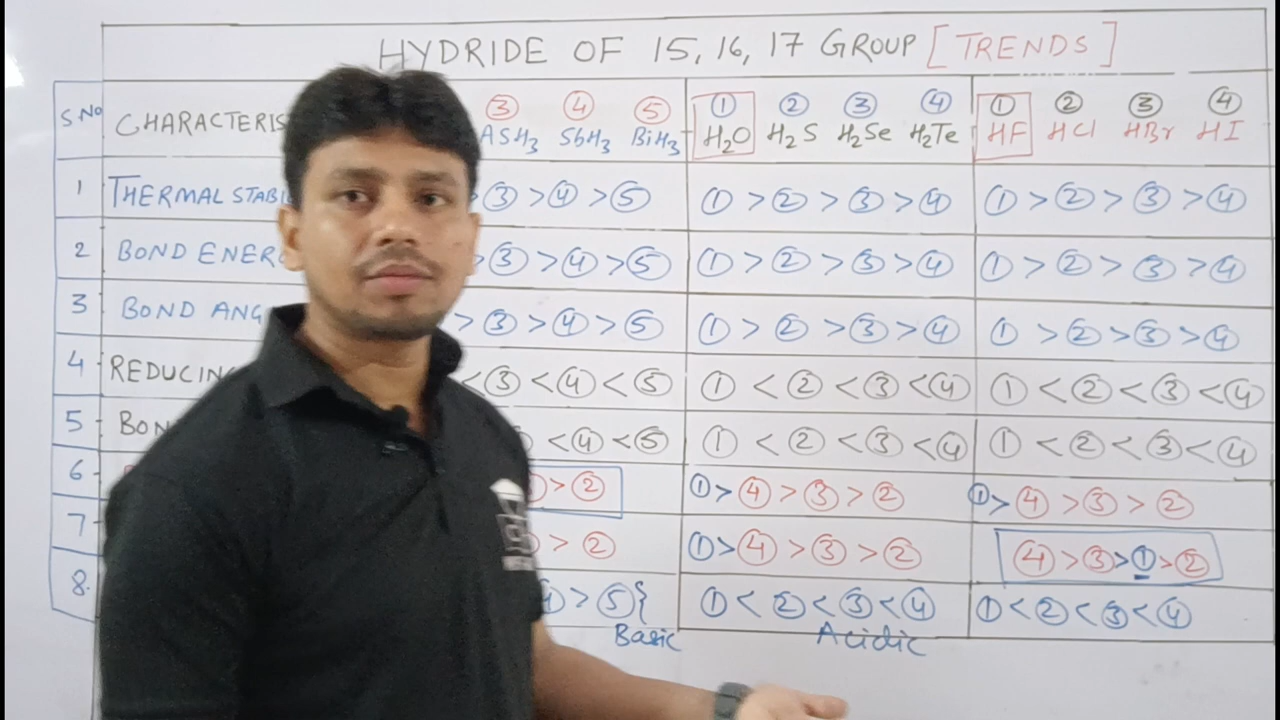 HYDRIDE OF 15, 16, 17 GROUP [TRENDS]
S NO CHARACTERIS ③ ④ ⑤ ① ② ③ ④ ① ② ③ ④
ASH₃ SbH₃ BiH₃ H₂O H₂S H₂Se H₂Te HF HCl HBr HI
1 THERMAL STABI ③ > ④ > ⑤ ① > ② > ③ > ④ ① > ② > ③ > ④
2 BOND ENER > ③ > ④ > ⑤ ① > ② > ③ > ④ ① > ② > ③ > ④
3 BOND ANG > ③ > ④ > ⑤ ① > ② > ③ > ④ ① > ② > ③ > ④
4 REDUCING < ③ < ④ < ⑤ ① < ② < ③ < ④ ① < ② < ③ < ④
5 BON < ④ < ⑤ ① < ② < ③ < ④ ① < ② < ③ < ④
6 > ② ① > ④ > ③ > ② ① > ④ > ③ > ②
7 > ② ① > ④ > ③ > ② ④ > ③ > ① > ②
8. > ⑤ } ① < ② < ③ < ④ ① < ② < ③ < ④
Basic Acidic